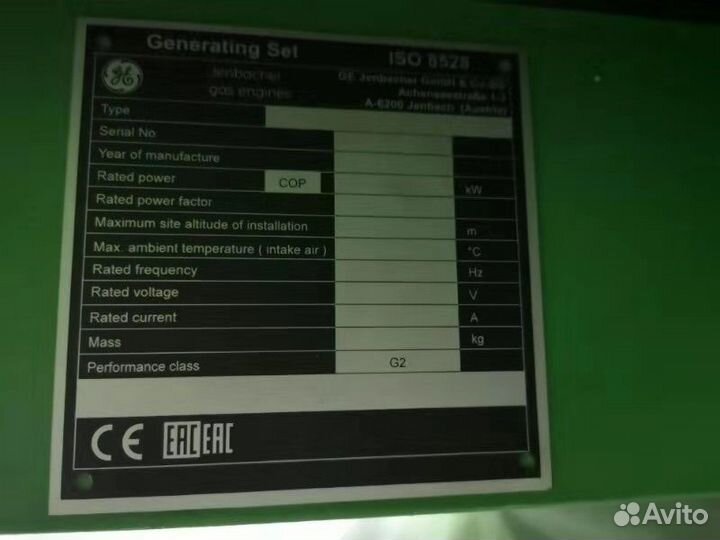 Generating Set ISO 8528
GE
Jenbacher
gas engines
GE Jenbacher GmbH & Co OG
Achenseestraße 1-3
A-6200 Jenbach (Austria)
Type
Serial No
Year of manufacture
Rated power COP kW
Rated power factor
Maximum site altitude of installation m
Max. ambient temperature ( intake air ) °C
Rated frequency Hz
Rated voltage V
Rated current A
Mass kg
Performance class G2
CE EAC EAC
Avito